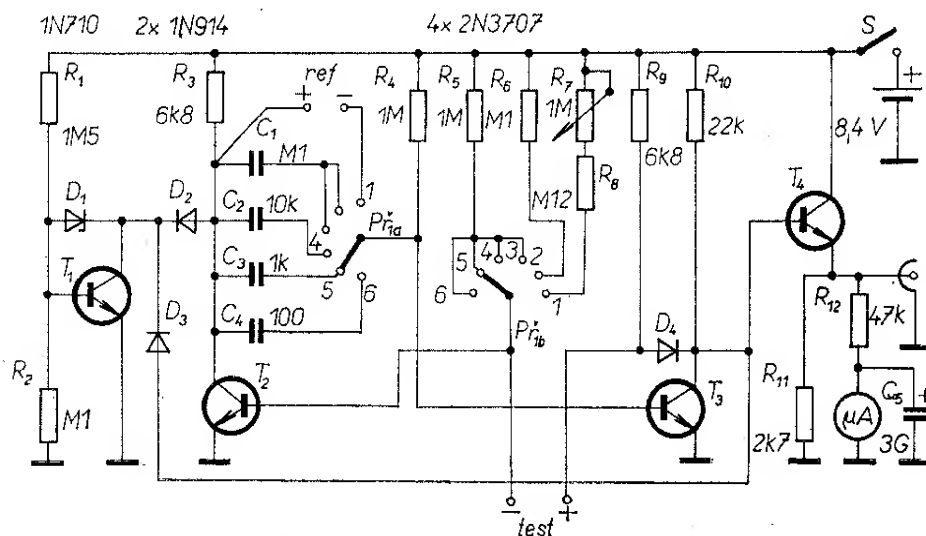 1N710 2x 1N914 4x 2N3707 S
R1 R3 ref R4 R5 R6 R7 R9 R10
+ − +
6k8 1M 1M M1 1M 22k
C1 8,4 V
1M5 M1 6k8
R8
D1 D2 C2 10k 1 M12 T4
Př1a
4 5 4 3 2
T1 C3 1k 5 6 6 1
D3 R12
C4 100 D4 47k
Př1b
R2 T2 T3 R11 C5 +
M1 µA
2k7 3G
− test +